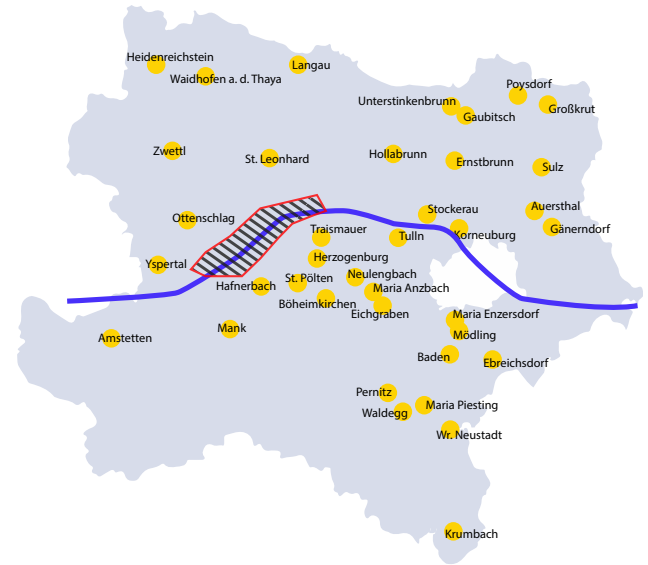 Heidenreichstein
Waidhofen a. d. Thaya
Langau
Poysdorf
Unterstinkenbrunn
Großkrut
Gaubitsch
Zwettl
St. Leonhard
Hollabrunn
Ernstbrunn
Sulz
Ottenschlag
Stockerau
Auersthal
Traismauer
Tulln
Korneuburg
Gänerndorf
Yspertal
Herzogenburg
Hafnerbach
St. Pölten
Neulengbach
Maria Anzbach
Böheimkirchen
Eichgraben
Maria Enzersdorf
Amstetten
Mank
Mödling
Baden
Ebreichsdorf
Pernitz
Waldegg
Maria Piesting
Wr. Neustadt
Krumbach